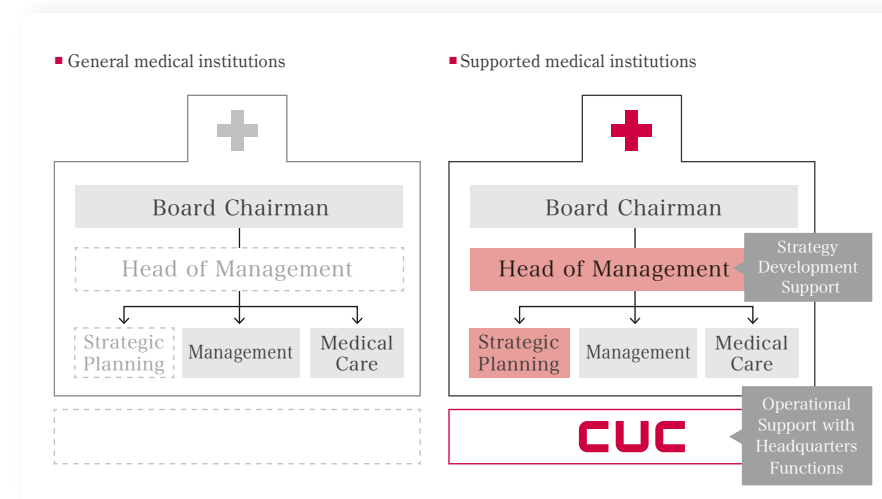 General medical institutions
Board Chairman
Head of Management
Strategic
Planning
Management
Medical
Care
Supported medical institutions
Board Chairman
Head of Management
Strategy
Development
Support
Strategic
Planning
Management
Medical
Care
CUC
Operational
Support with
Headquarters
Functions